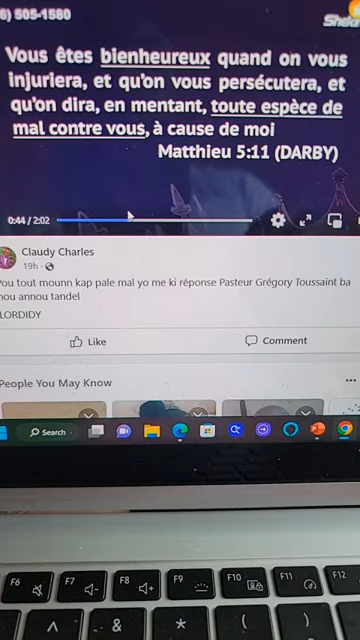 6) 505-1580
Vous êtes bienheureux quand on vous
injuriera, et qu'on vous persécutera, et
qu'on dira, en mentant, toute espèce de
mal contre vous, à cause de moi
Matthieu 5:11 (DARBY)
0:44 / 2:02
Claudy Charles
19h ·
Pou tout mounn kap pale mal yo me ki réponse Pasteur Grégory Toussaint ba
nou annou tandel
LORDIDY
Like Comment
People You May Know
Search
F6 F7 F8 F9 F10 F11 F12
^ & * ( )